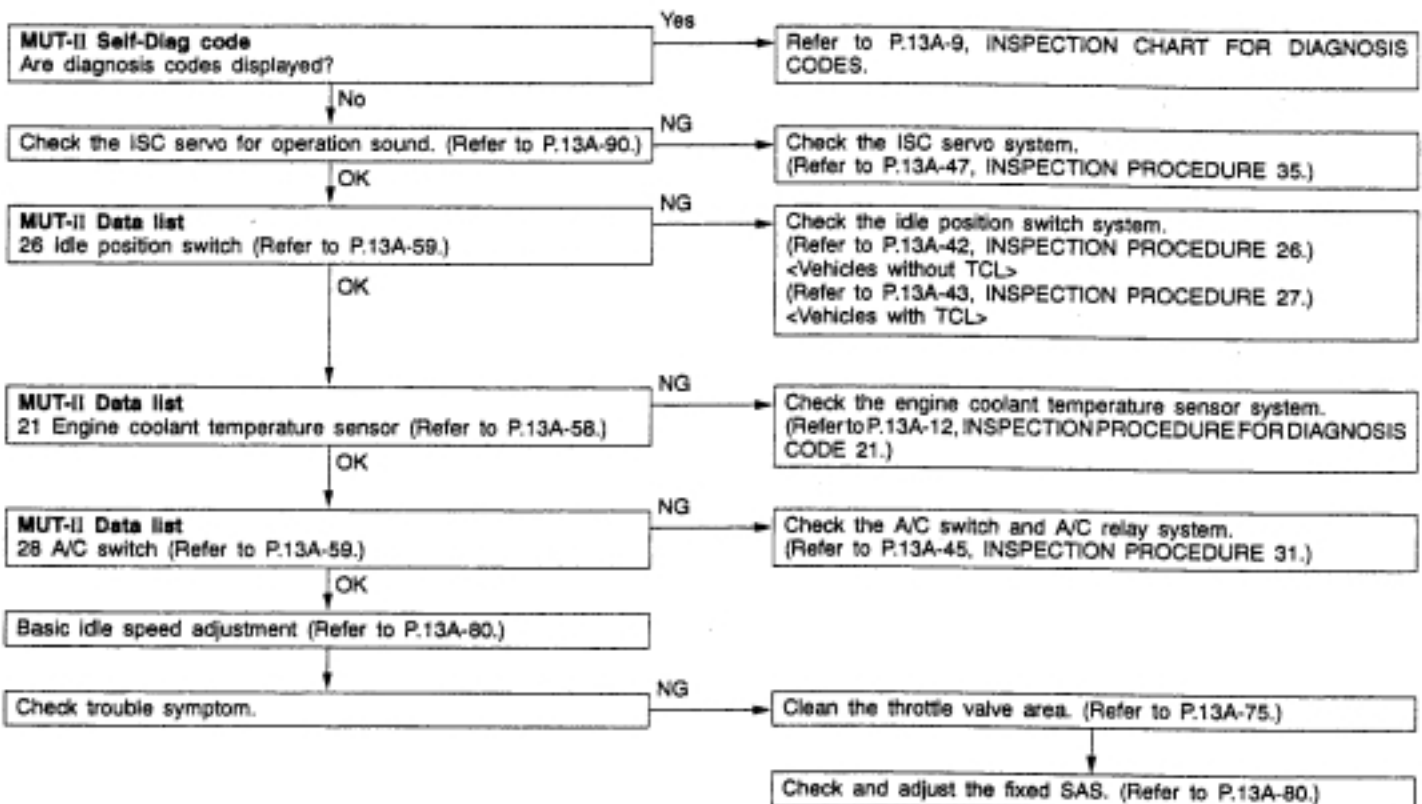 MUT-II Self-Diag code
Are diagnosis codes displayed?
Yes
Refer to P.13A-9, INSPECTION CHART FOR DIAGNOSIS
CODES.
No
Check the ISC servo for operation sound. (Refer to P.13A-90.)
NG
Check the ISC servo system.
(Refer to P.13A-47, INSPECTION PROCEDURE 35.)
OK
MUT-II Data list
26 Idle position switch (Refer to P.13A-59.)
NG
Check the idle position switch system.
(Refer to P.13A-42, INSPECTION PROCEDURE 26.)
<Vehicles without TCL>
(Refer to P.13A-43, INSPECTION PROCEDURE 27.)
<Vehicles with TCL>
OK
MUT-II Data list
21 Engine coolant temperature sensor (Refer to P.13A-58.)
NG
Check the engine coolant temperature sensor system.
(Refer to P.13A-12, INSPECTION PROCEDURE FOR DIAGNOSIS
CODE 21.)
OK
MUT-II Data list
28 A/C switch (Refer to P.13A-59.)
NG
Check the A/C switch and A/C relay system.
(Refer to P.13A-45, INSPECTION PROCEDURE 31.)
OK
Basic idle speed adjustment (Refer to P.13A-80.)
Check trouble symptom.
NG
Clean the throttle valve area. (Refer to P.13A-75.)
Check and adjust the fixed SAS. (Refer to P.13A-80.)